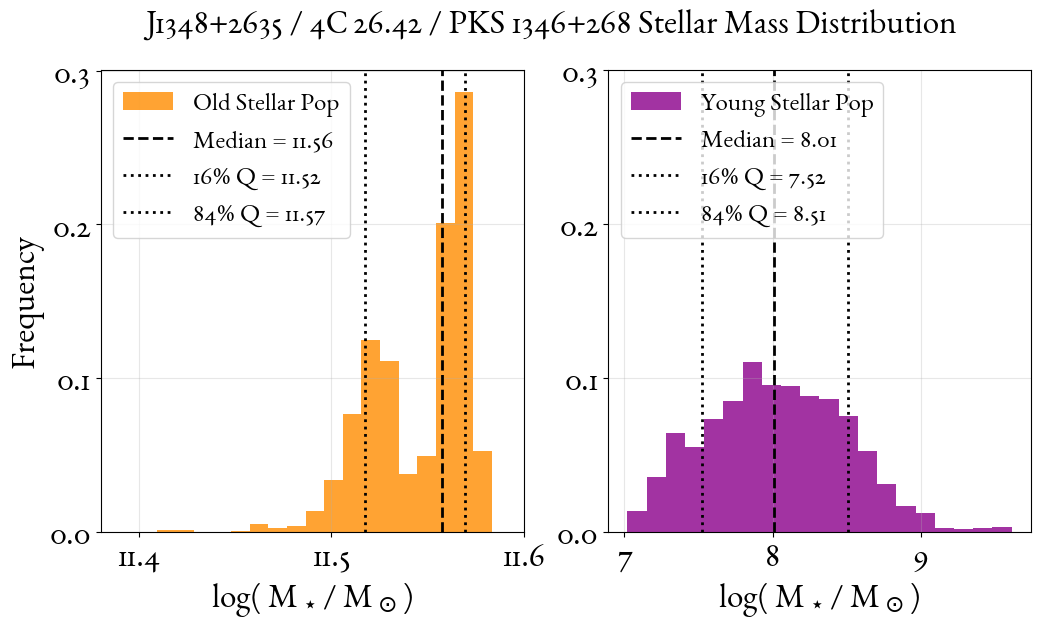 J1348+2635 / 4C 26.42 / PKS 1346+268 Stellar Mass Distribution
Frequency
0.3
0.2
0.1
0.0
Old Stellar Pop
Median = 11.56
16% Q = 11.52
84% Q = 11.57
11.4 11.5 11.6
log( M ⋆ / M ⊙ )
0.3
0.2
0.1
0.0
Young Stellar Pop
Median = 8.01
16% Q = 7.52
84% Q = 8.51
7 8 9
log( M ⋆ / M ⊙ )